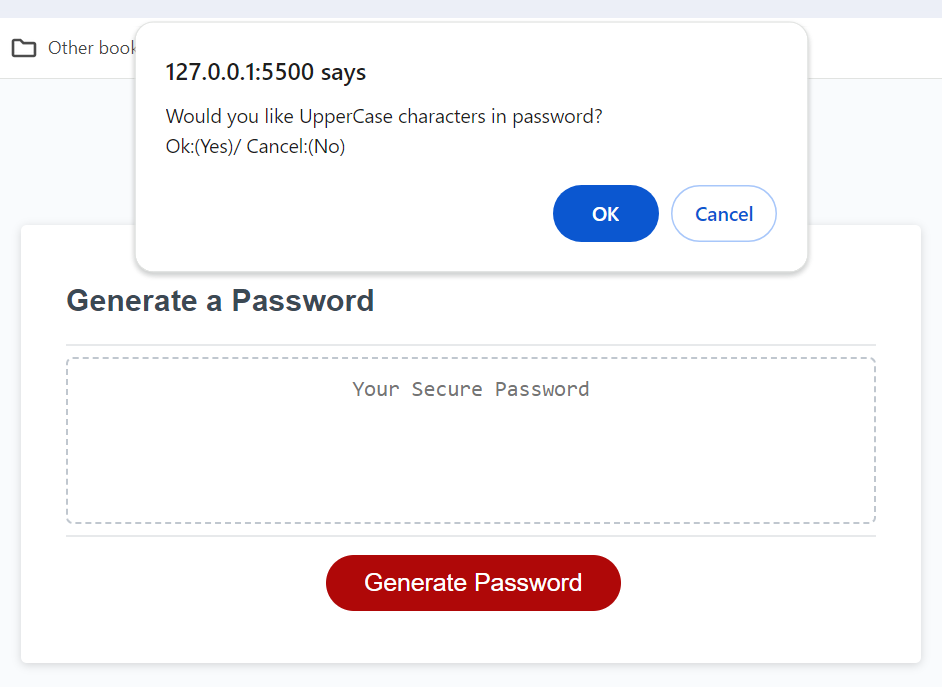 Other book
127.0.0.1:5500 says
Would you like UpperCase characters in password?
Ok:(Yes)/ Cancel:(No)
OK
Cancel
Generate a Password
Your Secure Password
Generate Password